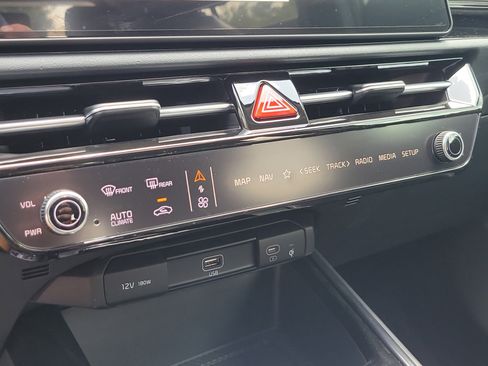 VOL
PWR
FRONT
REAR
AUTO
CLIMATE
MAP NAV < SEEK TRACK > RADIO MEDIA SETUP
12V 180W
USB